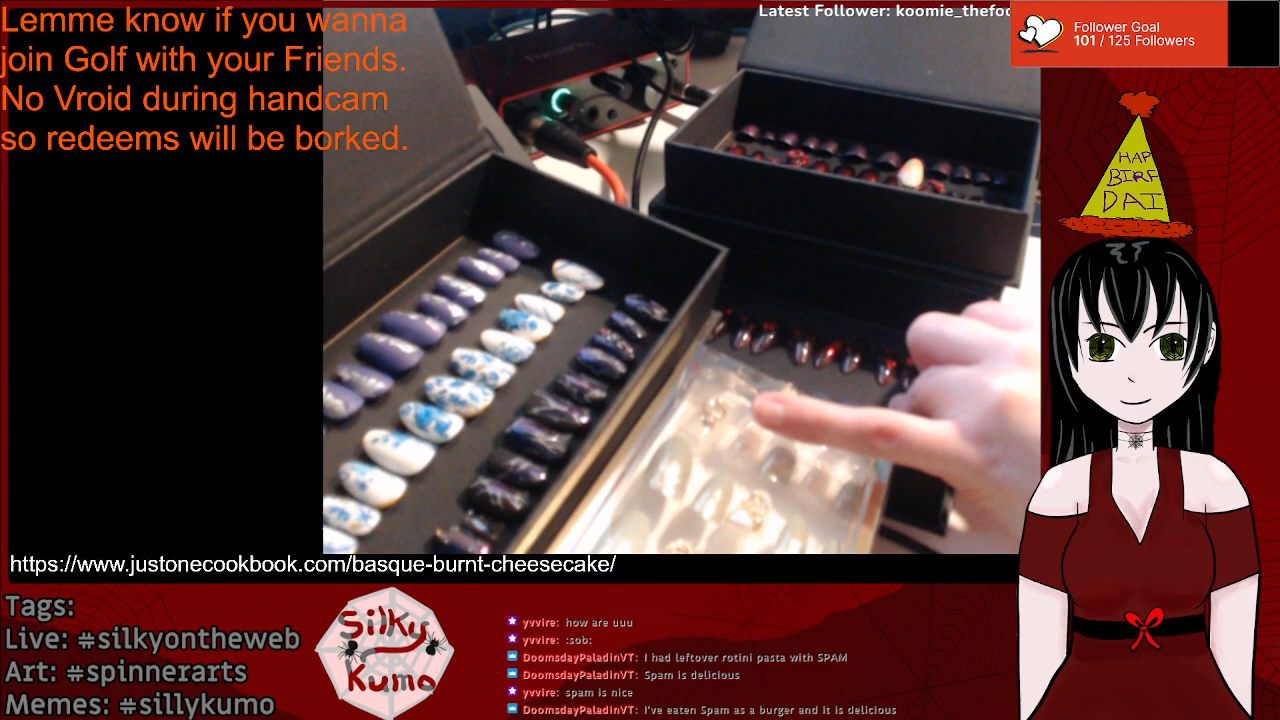 Lemme know if you wanna
join Golf with your Friends.
No Vroid during handcam
so redeems will be borked.
Latest Follower: koomie_thefoo
Follower Goal
101 / 125 Followers
HAP
BIRF
DAI
https://www.justonecookbook.com/basque-burnt-cheesecake/
Tags:
Live: #silkyontheweb
Art: #spinnerarts
Memes: #sillykumo
Silky
Kumo
yvvire: how are uuu
yvvire: :sob:
DoomsdayPaladinVT: I had leftover rotini pasta with SPAM
DoomsdayPaladinVT: Spam is delicious
yvvire: spam is nice
DoomsdayPaladinVT: I've eaten Spam as a burger and it is delicious